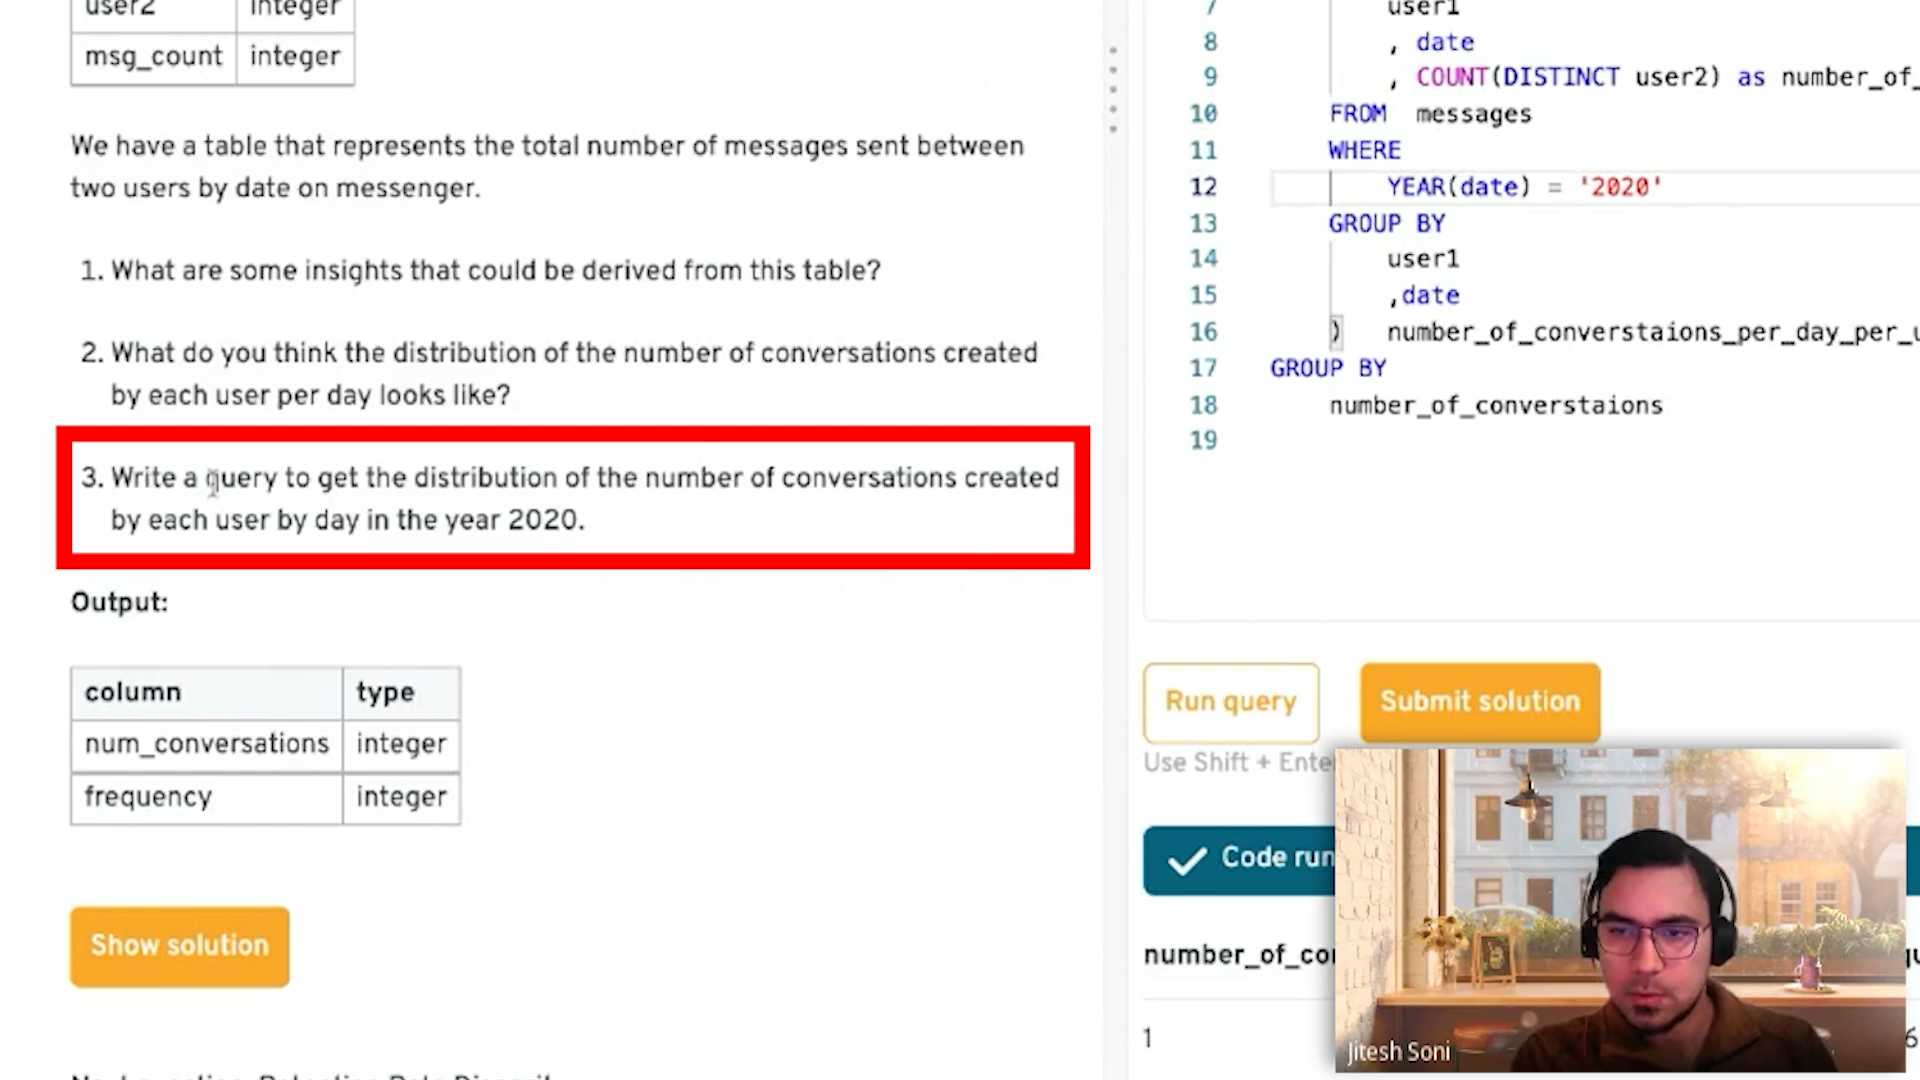 user2 integer
msg_count integer
We have a table that represents the total number of messages sent between
two users by date on messenger.
1. What are some insights that could be derived from this table?
2. What do you think the distribution of the number of conversations created
by each user per day looks like?
3. Write a query to get the distribution of the number of conversations created
by each user by day in the year 2020.
Output:
column type
num_conversations integer
frequency integer
Show solution
7 user1
8 , date
9 , COUNT(DISTINCT user2) as number_of_
10 FROM messages
11 WHERE
12 YEAR(date) = '2020'
13 GROUP BY
14 user1
15 ,date
16 ) number_of_converstaions_per_day_per_u
17 GROUP BY
18 number_of_converstaions
19
Run query
Submit solution
Use Shift + Ente
Code run
number_of_co
1
Jitesh Soni